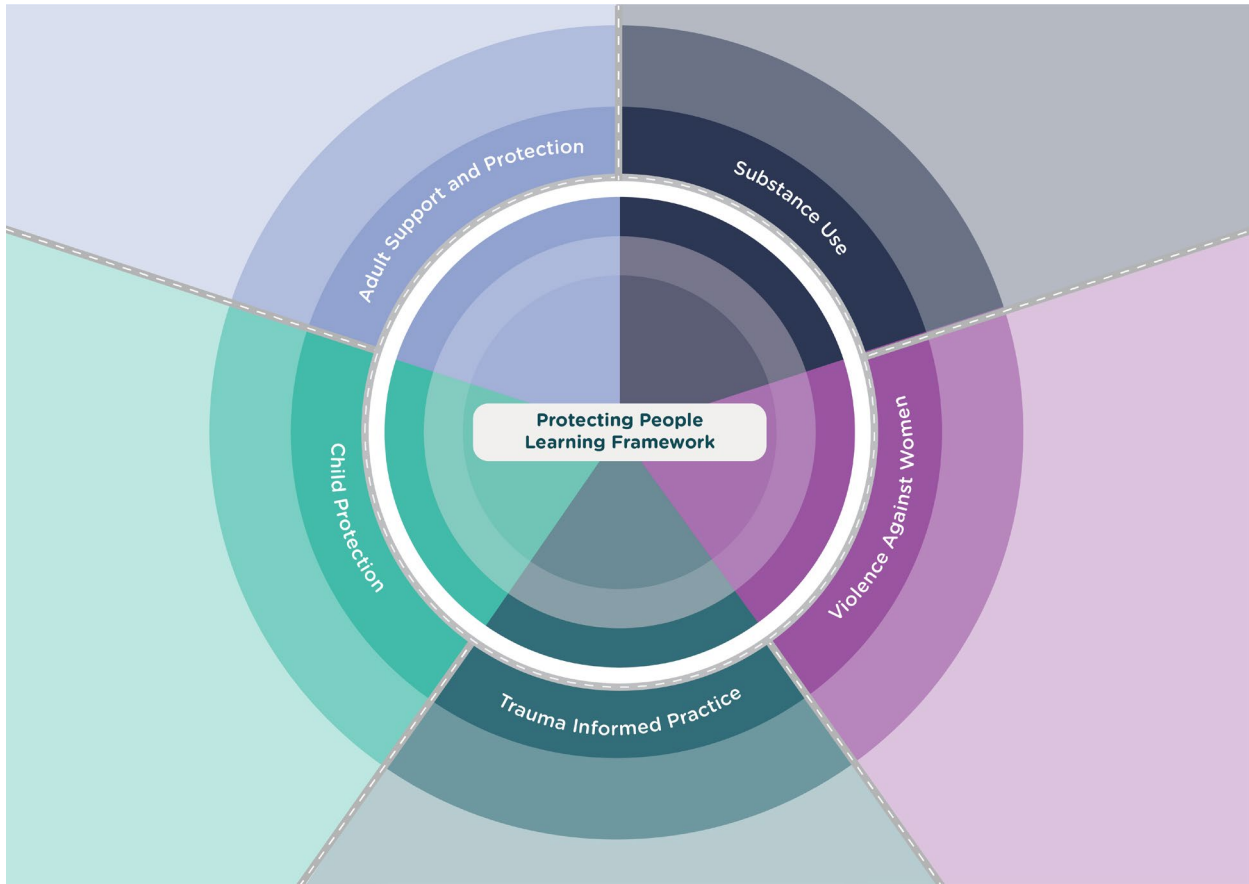 Adult Support and Protection
Substance Use
Protecting People
Learning Framework
Child Protection
Violence Against Women
Trauma Informed Practice